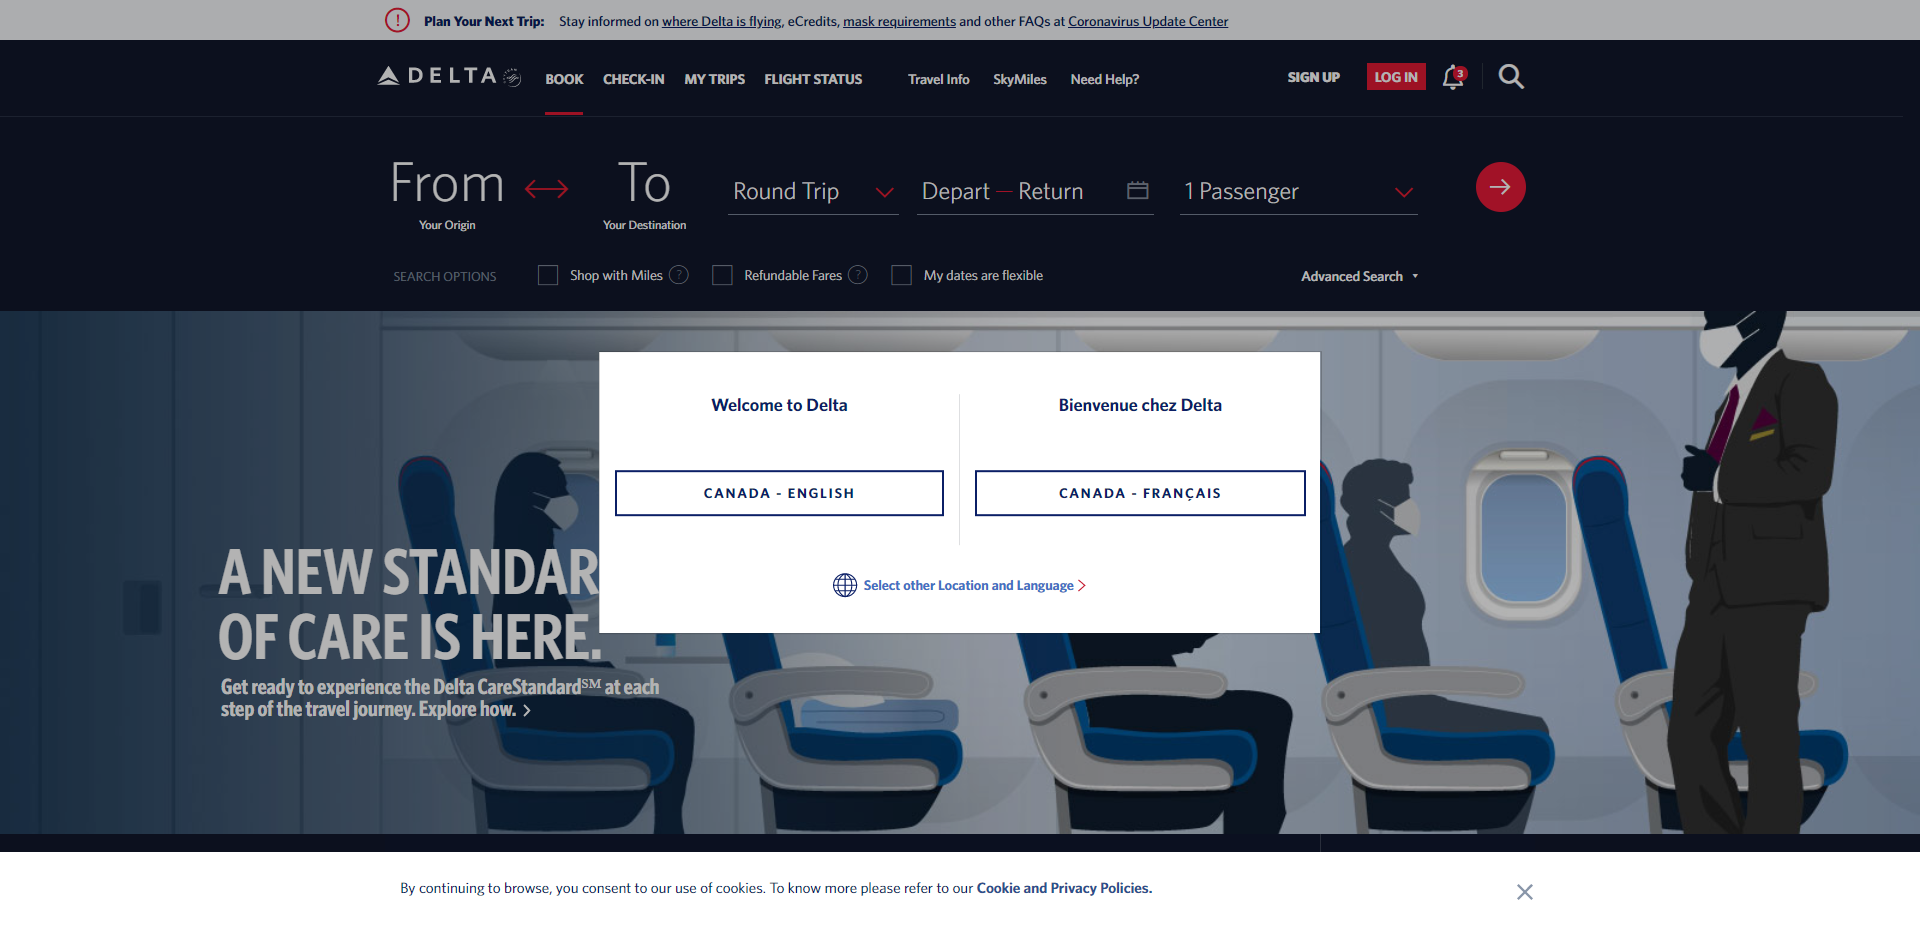 Plan Your Next Trip: Stay informed on where Delta is flying, eCredits, mask requirements and other FAQs at Coronavirus Update Center
DELTA BOOK CHECK-IN MY TRIPS FLIGHT STATUS Travel Info SkyMiles Need Help? SIGN UP LOG IN 3
From To Round Trip Depart — Return 1 Passenger
Your Origin Your Destination
SEARCH OPTIONS Shop with Miles ? Refundable Fares ? My dates are flexible Advanced Search
Welcome to Delta
CANADA - ENGLISH
Bienvenue chez Delta
CANADA - FRANÇAIS
Select other Location and Language
A NEW STANDAR
OF CARE IS HERE.
Get ready to experience the Delta CareStandard℠ at each
step of the travel journey. Explore how.
By continuing to browse, you consent to our use of cookies. To know more please refer to our Cookie and Privacy Policies.